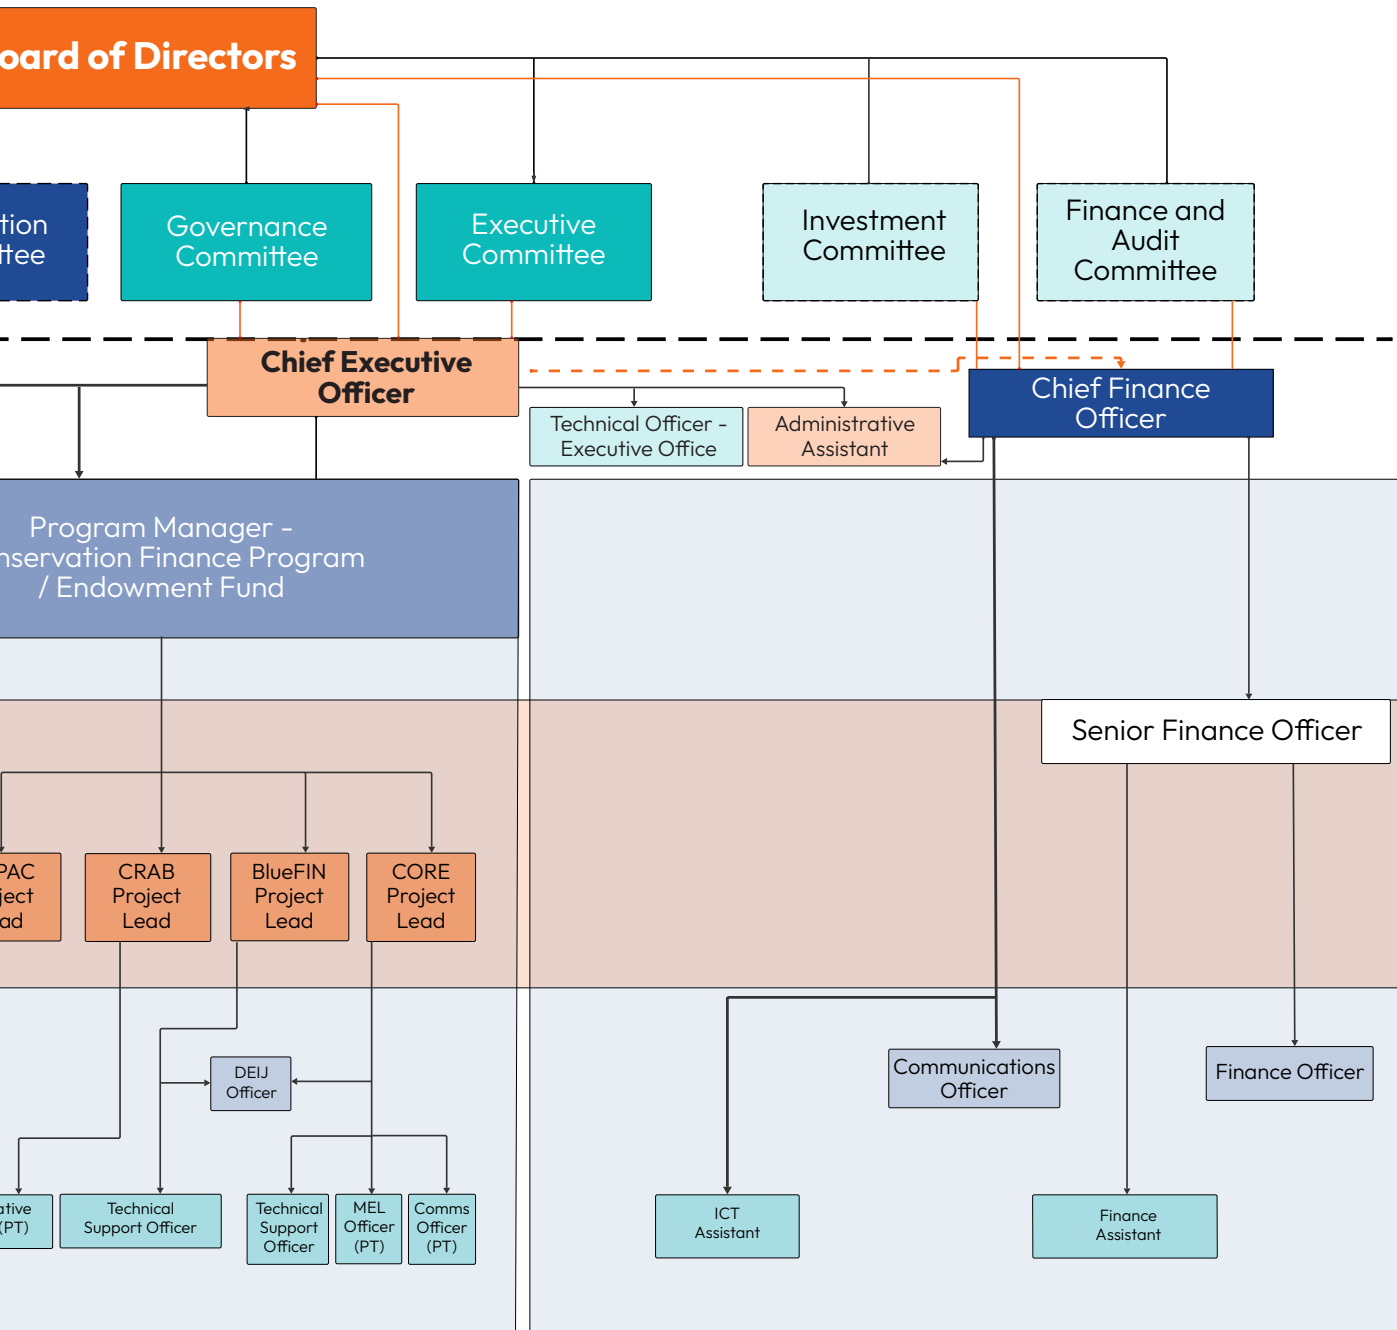 oard of Directors
tion
ttee
Governance
Committee
Executive
Committee
Investment
Committee
Finance and
Audit
Committee
Chief Executive
Officer
Chief Finance
Officer
Technical Officer -
Executive Office
Administrative
Assistant
Program Manager -
nservation Finance Program
/ Endowment Fund
Senior Finance Officer
PAC
ject
ad
CRAB
Project
Lead
BlueFIN
Project
Lead
CORE
Project
Lead
DEIJ
Officer
Communications
Officer
Finance Officer
ative
(PT)
Technical
Support Officer
Technical
Support
Officer
MEL
Officer
(PT)
Comms
Officer
(PT)
ICT
Assistant
Finance
Assistant